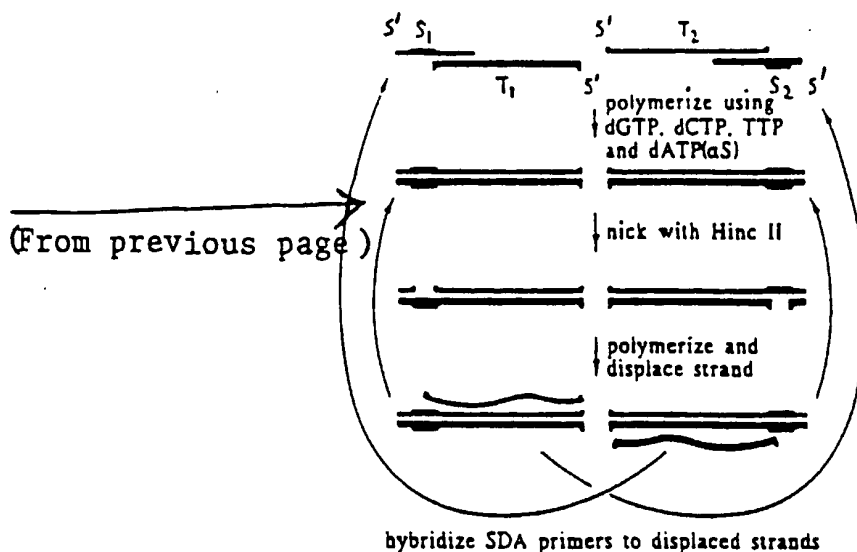 5' S₁ 5' T₂
T₁ 5' S₂ 5'
polymerize using
dGTP, dCTP, TTP
and dATP(αS)
(From previous page)
nick with Hinc II
polymerize and
displace strand
hybridize SDA primers to displaced strands